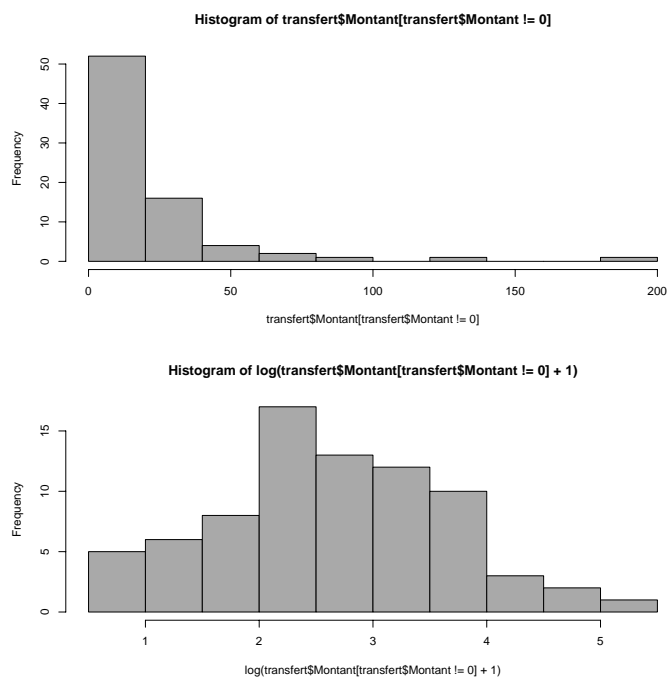 Histogram of transfert$Montant[transfert$Montant != 0]
Frequency
50
40
30
20
10
0
0 50 100 150 200
transfert$Montant[transfert$Montant != 0]
Histogram of log(transfert$Montant[transfert$Montant != 0] + 1)
Frequency
15
10
5
0
1 2 3 4 5
log(transfert$Montant[transfert$Montant != 0] + 1)